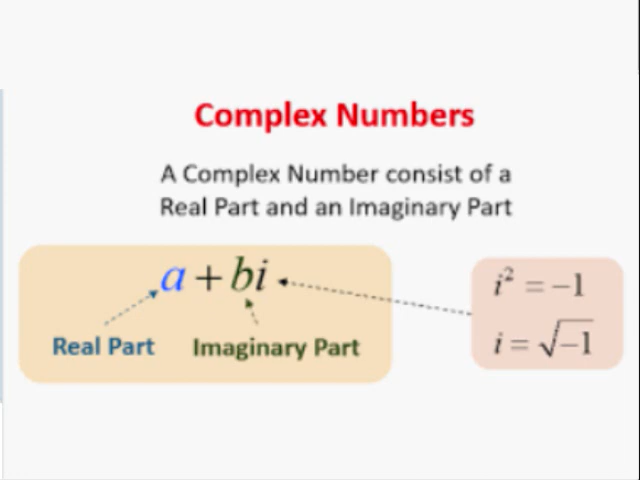 Complex Numbers
A Complex Number consist of a
Real Part and an Imaginary Part
a + bi
Real Part
Imaginary Part
i² = −1
i = √−1